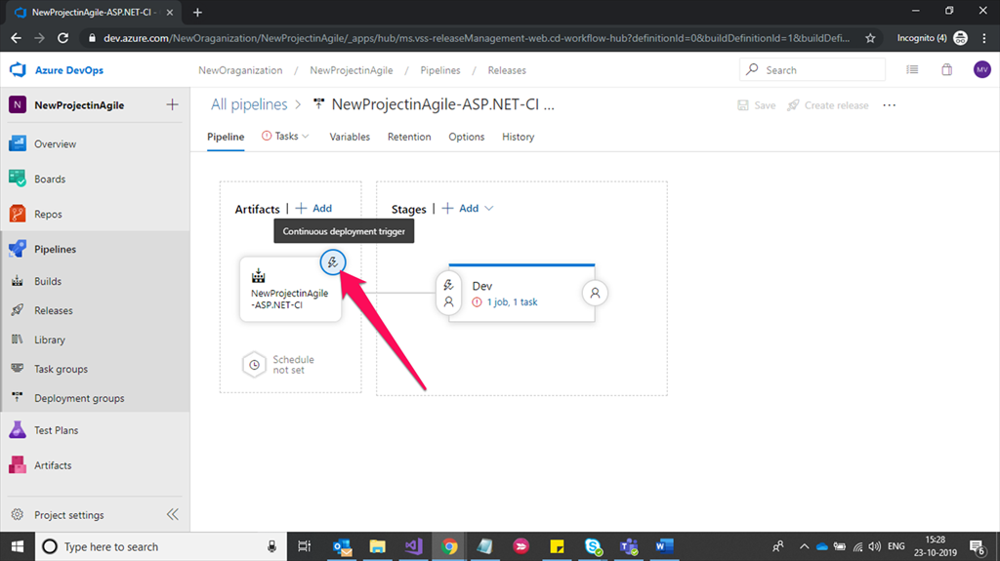 NewProjectinAgile-ASP.NET-CI -
dev.azure.com/NewOraganization/NewProjectinAgile/_apps/hub/ms.vss-releaseManagement-web.cd-workflow-hub?definitionId=0&buildDefinitionId=1&buildDefi...
Incognito (4)
Azure DevOps
NewOraganization / NewProjectinAgile / Pipelines / Releases
Search
MV
N NewProjectinAgile
All pipelines > NewProjectinAgile-ASP.NET-CI ...
Save
Create release
Pipeline
Tasks
Variables
Retention
Options
History
Overview
Boards
Repos
Pipelines
Builds
Releases
Library
Task groups
Deployment groups
Test Plans
Artifacts
Project settings
Artifacts | + Add
Continuous deployment trigger
NewProjectinAgile
-ASP.NET-CI
Schedule
not set
Stages | + Add
Dev
1 job, 1 task
Type here to search
ENG
15:28
23-10-2019
6